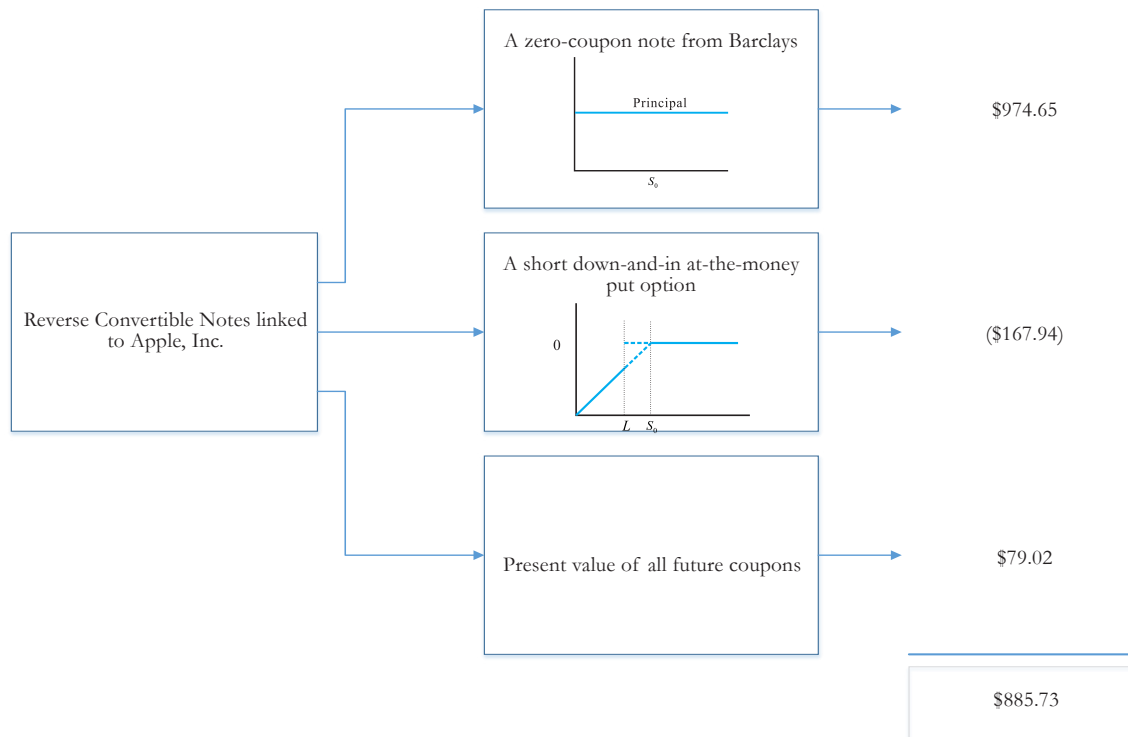 A zero-coupon note from Barclays
Principal
S₀
$974.65
Reverse Convertible Notes linked
to Apple, Inc.
A short down-and-in at-the-money
put option
0
L S₀
($167.94)
Present value of all future coupons
$79.02
$885.73